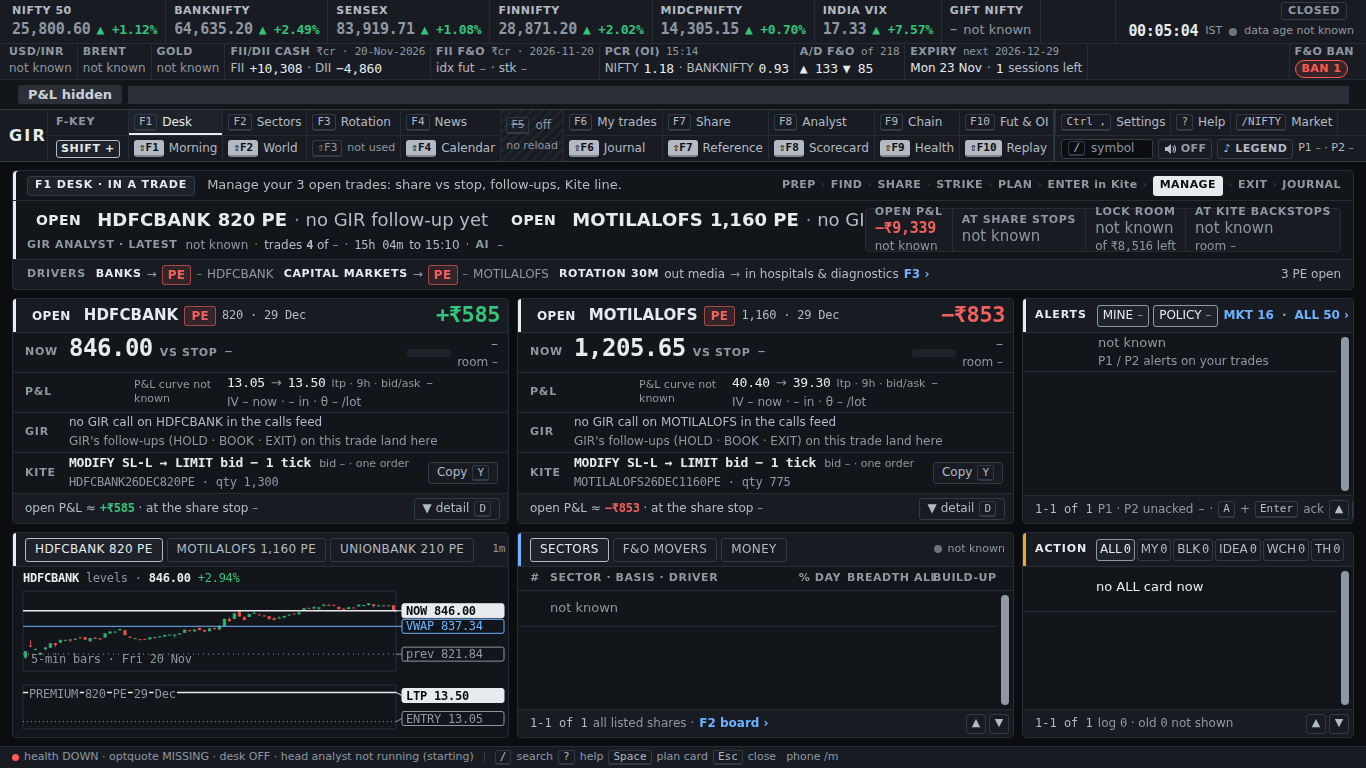 NIFTY 50 BANKNIFTY SENSEX FINNIFTY MIDCPNIFTY INDIA VIX GIFT NIFTY CLOSED
25,800.60 ▲ +1.12% 64,635.20 ▲ +2.49% 83,919.71 ▲ +1.08% 28,871.20 ▲ +2.02% 14,305.15 ▲ +0.70% 17.33 ▲ +7.57% – not known 00:05:04 IST data age not known
USD/INR BRENT GOLD FII/DII CASH ₹cr · 20-Nov-2026 FII F&O ₹cr · 2026-11-20 PCR (OI) 15:14 A/D F&O of 218 EXPIRY next 2026-12-29 F&O BAN
not known not known not known FII +10,308 · DII −4,860 idx fut – · stk – NIFTY 1.18 · BANKNIFTY 0.93 ▲ 133 ▼ 85 Mon 23 Nov · 1 sessions left BAN 1
P&L hidden
GIR F-KEY F1 Desk F2 Sectors F3 Rotation F4 News F5 off F6 My trades F7 Share F8 Analyst F9 Chain F10 Fut & OI Ctrl , Settings ? Help /NIFTY Market
SHIFT + ⇧F1 Morning ⇧F2 World ⇧F3 not used ⇧F4 Calendar no reload ⇧F6 Journal ⇧F7 Reference ⇧F8 Scorecard ⇧F9 Health ⇧F10 Replay / symbol OFF ♪ LEGEND P1 – · P2 –
F1 DESK · IN A TRADE Manage your 3 open trades: share vs stop, follow-ups, Kite line. PREP › FIND › SHARE › STRIKE › PLAN › ENTER in Kite › MANAGE › EXIT › JOURNAL
OPEN HDFCBANK 820 PE · no GIR follow-up yet OPEN MOTILALOFS 1,160 PE · no GI
OPEN P&L AT SHARE STOPS LOCK ROOM AT KITE BACKSTOPS
−₹9,339 not known not known not known
not known of ₹8,516 left room –
GIR ANALYST · LATEST not known · trades 4 of – · 15h 04m to 15:10 · AI –
DRIVERS BANKS → PE – HDFCBANK CAPITAL MARKETS → PE – MOTILALOFS ROTATION 30M out media → in hospitals & diagnostics F3 › 3 PE open
OPEN HDFCBANK PE 820 · 29 Dec +₹585
NOW 846.00 VS STOP – –
room –
P&L P&L curve not known 13.05 → 13.50 ltp · 9h · bid/ask –
IV – now · – in · θ – /lot
GIR no GIR call on HDFCBANK in the calls feed
GIR's follow-ups (HOLD · BOOK · EXIT) on this trade land here
KITE MODIFY SL-L → LIMIT bid − 1 tick bid – · one order Copy Y
HDFCBANK26DEC820PE · qty 1,300
open P&L ≈ +₹585 · at the share stop – ▼ detail D
OPEN MOTILALOFS PE 1,160 · 29 Dec −₹853
NOW 1,205.65 VS STOP – –
room –
P&L P&L curve not known 40.40 → 39.30 ltp · 9h · bid/ask –
IV – now · – in · θ – /lot
GIR no GIR call on MOTILALOFS in the calls feed
GIR's follow-ups (HOLD · BOOK · EXIT) on this trade land here
KITE MODIFY SL-L → LIMIT bid − 1 tick bid – · one order Copy Y
MOTILALOFS26DEC1160PE · qty 775
open P&L ≈ −₹853 · at the share stop – ▼ detail D
ALERTS MINE – POLICY – MKT 16 · ALL 50 ›
not known
P1 / P2 alerts on your trades
1-1 of 1 P1 · P2 unacked – · A + Enter ack ▲
HDFCBANK 820 PE MOTILALOFS 1,160 PE UNIONBANK 210 PE 1m
HDFCBANK levels · 846.00 +2.94%
NOW 846.00
VWAP 837.34
prev 821.84
5-min bars · Fri 20 Nov
PREMIUM 820 PE 29 Dec
LTP 13.50
ENTRY 13.05
SECTORS F&O MOVERS MONEY not known
# SECTOR · BASIS · DRIVER % DAY BREADTH ALL BUILD-UP
not known
1-1 of 1 all listed shares · F2 board › ▲ ▼
ACTION ALL 0 MY 0 BLK 0 IDEA 0 WCH 0 TH 0
no ALL card now
1-1 of 1 log 0 · old 0 not shown ▲ ▼
health DOWN · optquote MISSING · desk OFF · head analyst not running (starting) / search ? help Space plan card Esc close phone /m